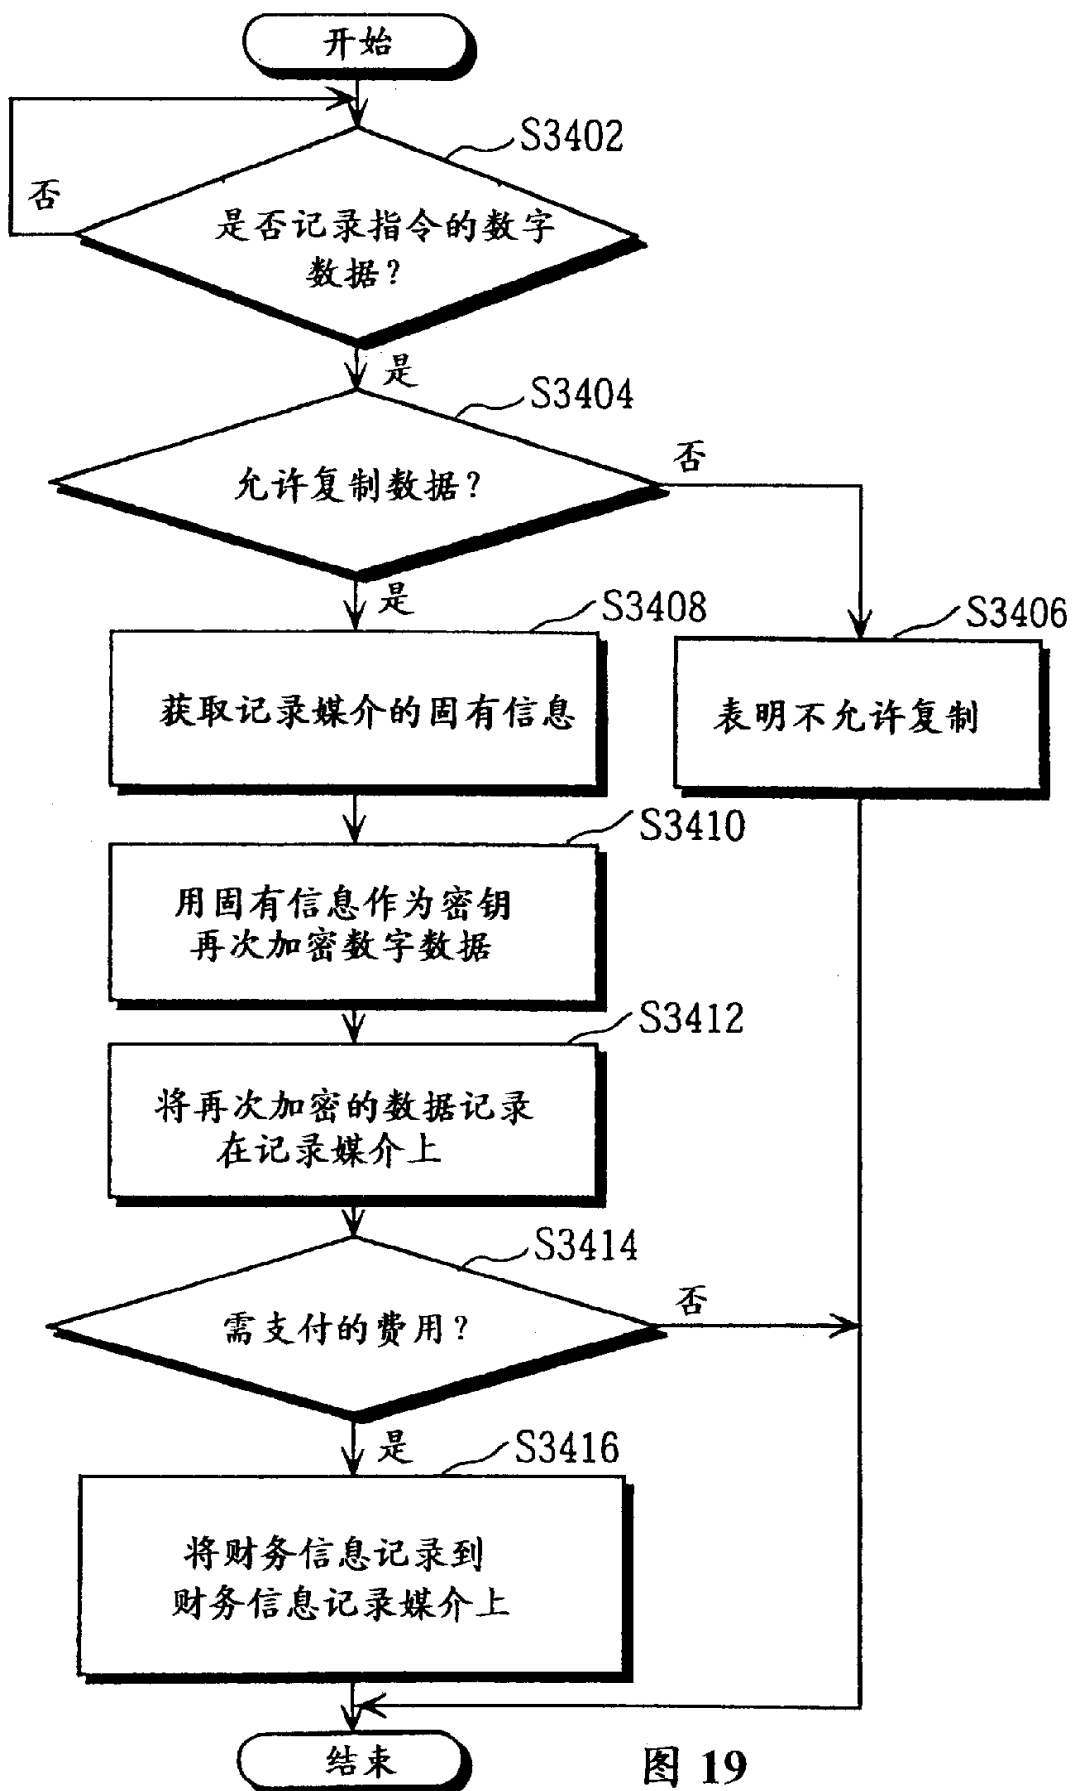 开始
S3402
否
是否记录指令的数字
数据？
是
S3404
否
允许复制数据？
是
S3408
S3406
获取记录媒介的固有信息
表明不允许复制
S3410
用固有信息作为密钥
再次加密数字数据
S3412
将再次加密的数据记录
在记录媒介上
S3414
否
需支付的费用？
是
S3416
将财务信息记录到
财务信息记录媒介上
结束
图 19